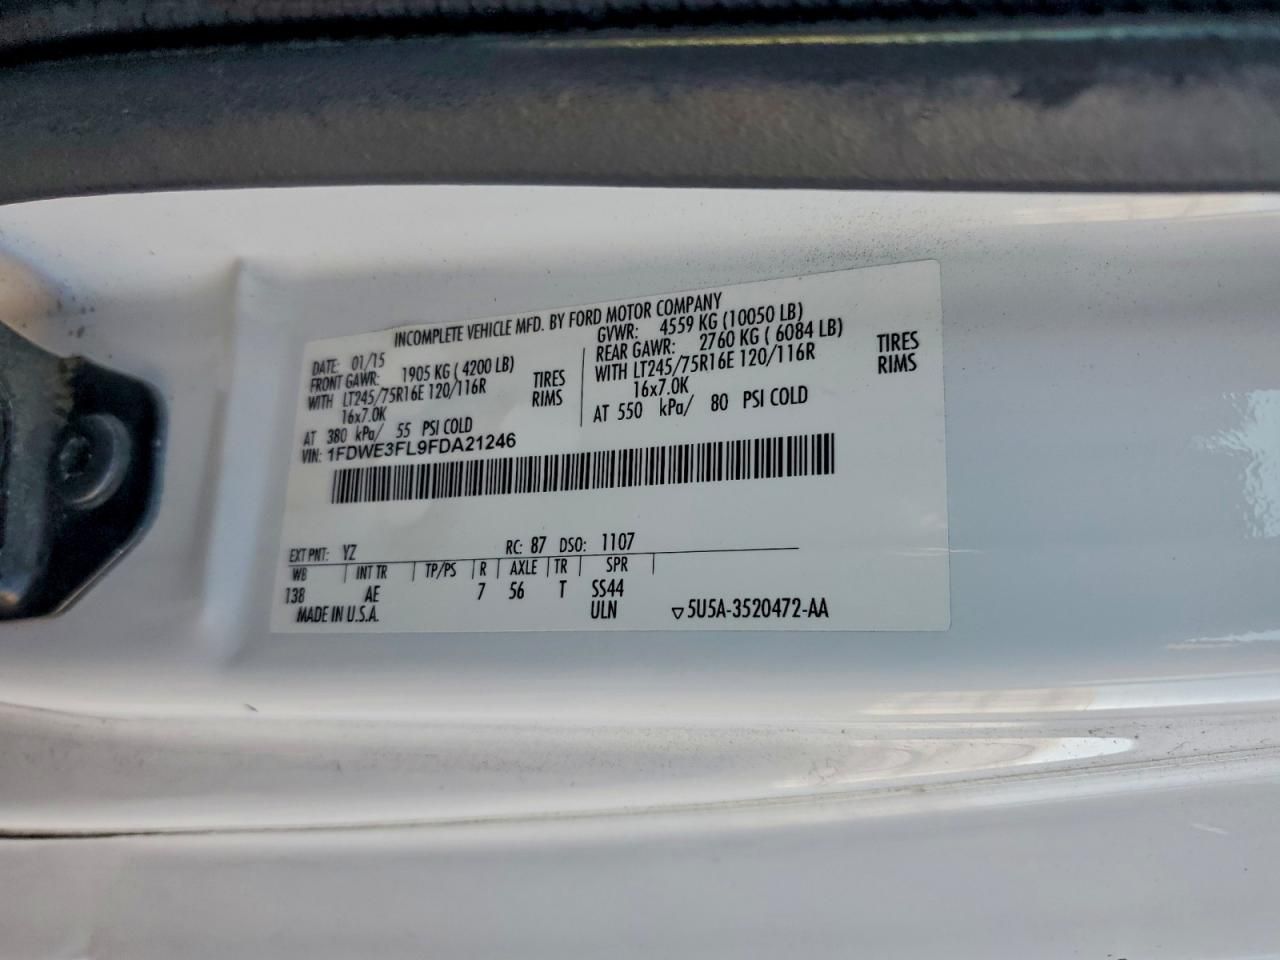 INCOMPLETE VEHICLE MFD. BY FORD MOTOR COMPANY
DATE: 01/15
FRONT GAWR: 1905 KG ( 4200 LB)
WITH LT245/75R16E 120/116R TIRES
16x7.0K RIMS
AT 380 kPa/ 55 PSI COLD
GVWR: 4559 KG (10050 LB)
REAR GAWR: 2760 KG ( 6084 LB)
WITH LT245/75R16E 120/116R TIRES
16x7.0K RIMS
AT 550 kPa/ 80 PSI COLD
VIN: 1FDWE3FL9FDA21246
EXT PNT: YZ RC: 87 DSO: 1107
WB INT TR TP/PS R AXLE TR SPR
138 AE 7 56 T SS44
MADE IN U.S.A. ULN ▽5U5A-3520472-AA